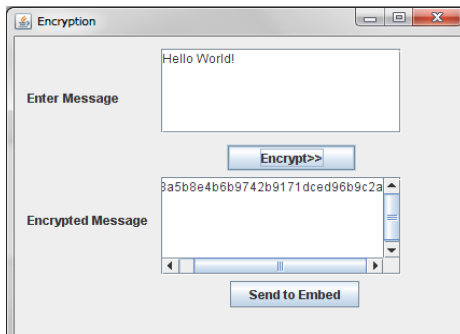 Encryption
Hello World!
Enter Message
Encrypt>>
3a5b8e4b6b9742b9171dced96b9c2a
Encrypted Message
Send to Embed